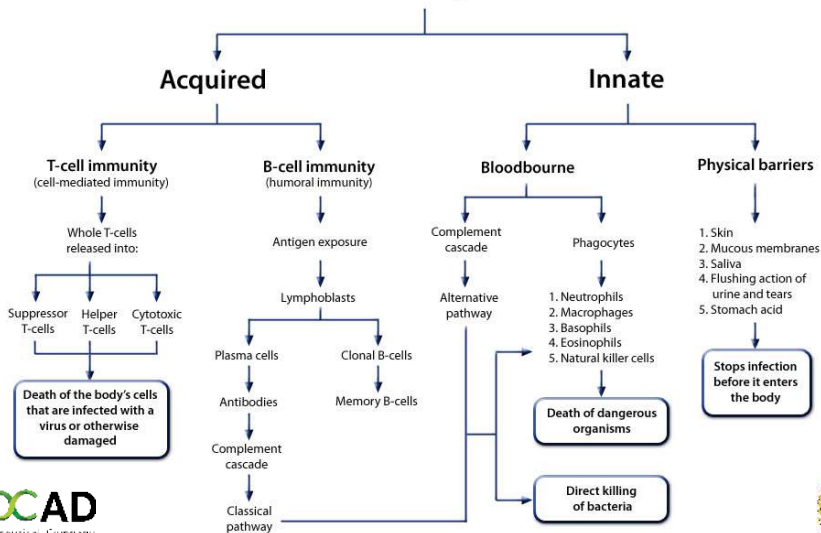 Acquired
Innate
T-cell immunity
(cell-mediated immunity)
B-cell immunity
(humoral immunity)
Bloodbourne
Physical barriers
Whole T-cells
released into:
Suppressor
T-cells
Helper
T-cells
Cytotoxic
T-cells
Death of the body's cells
that are infected with a
virus or otherwise
damaged
Antigen exposure
Lymphoblasts
Plasma cells
Clonal B-cells
Antibodies
Memory B-cells
Complement
cascade
Classical
pathway
Complement
cascade
Alternative
pathway
Phagocytes
1. Neutrophils
2. Macrophages
3. Basophils
4. Eosinophils
5. Natural killer cells
Death of dangerous
organisms
Direct killing
of bacteria
1. Skin
2. Mucous membranes
3. Saliva
4. Flushing action of
urine and tears
5. Stomach acid
Stops infection
before it enters
the body
CAD